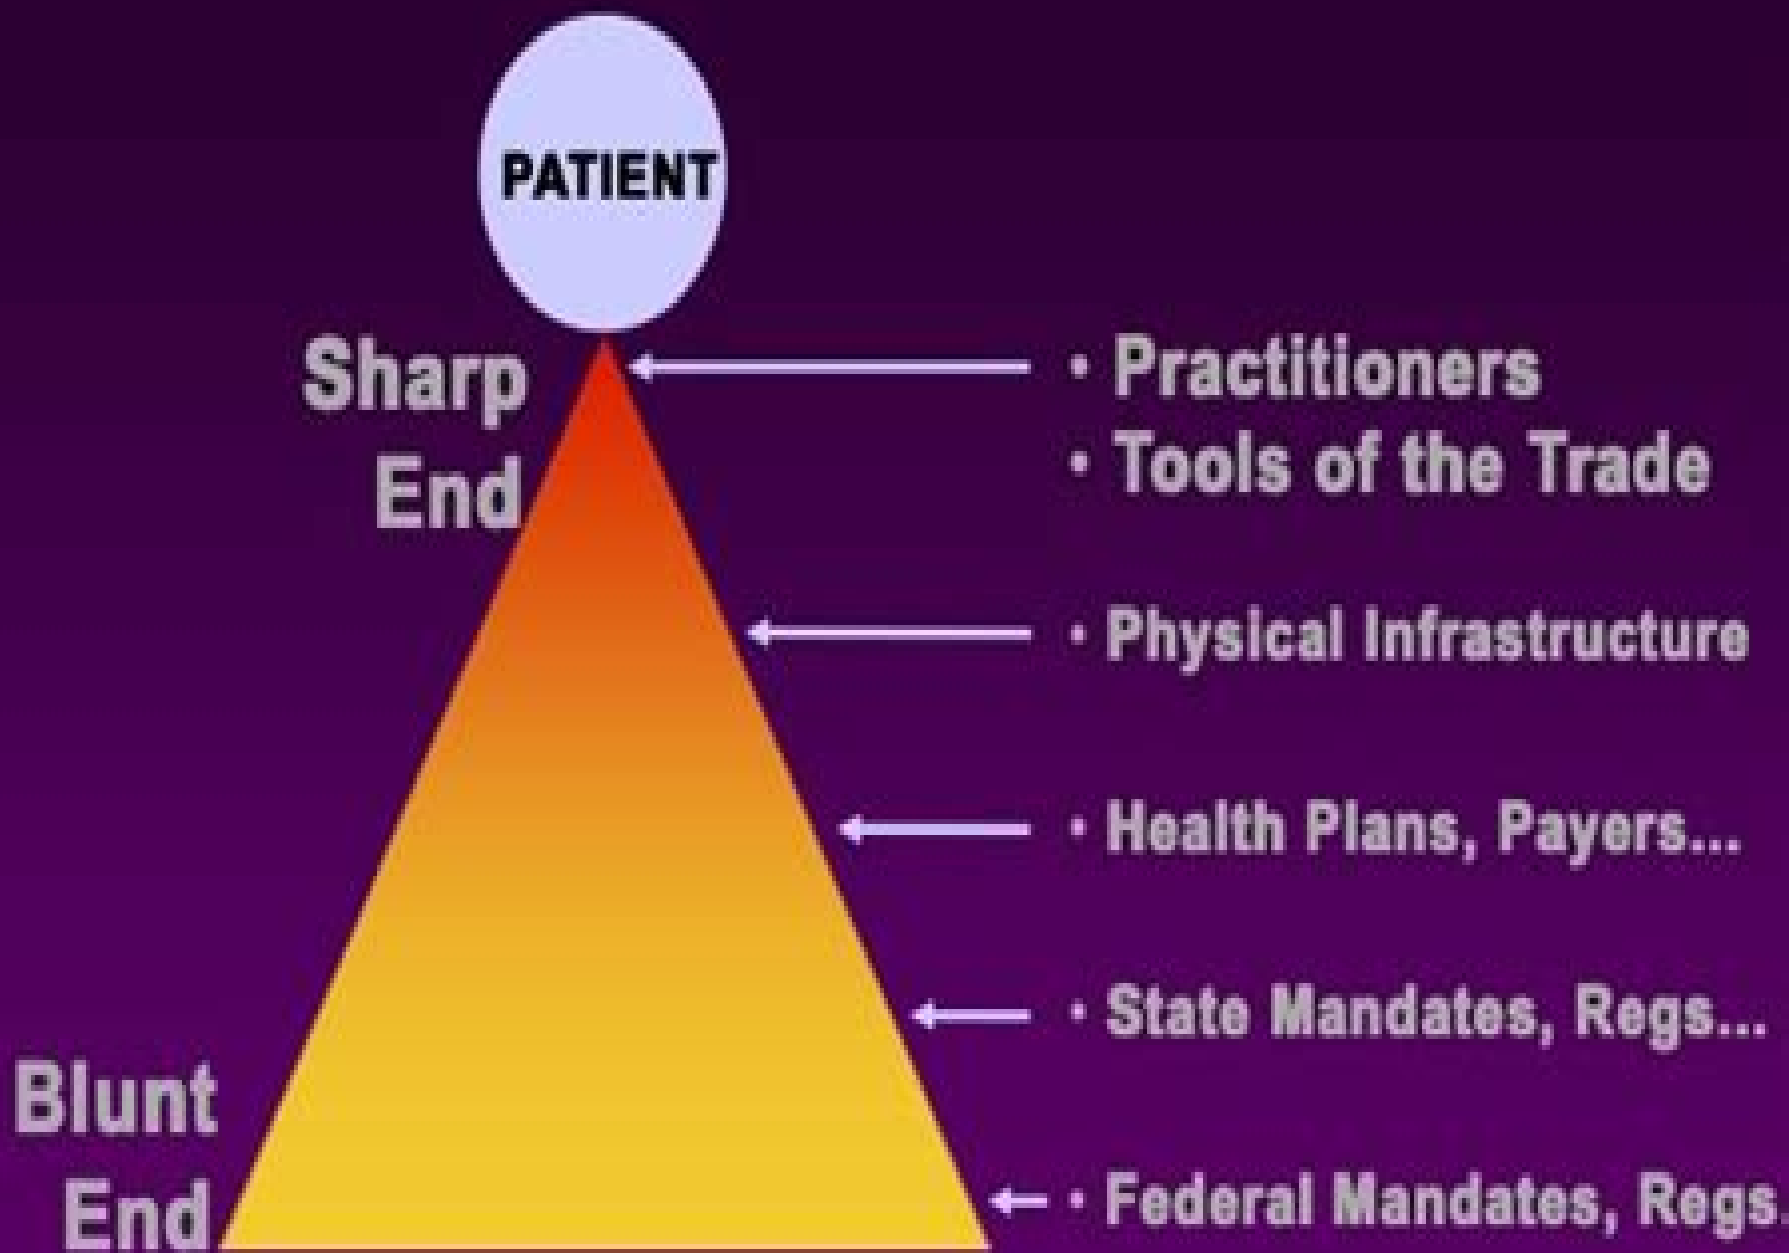 PATIENT
Sharp
End
• Practitioners
• Tools of the Trade
• Physical Infrastructure
• Health Plans, Payers...
• State Mandates, Regs...
Blunt
End
• Federal Mandates, Regs.